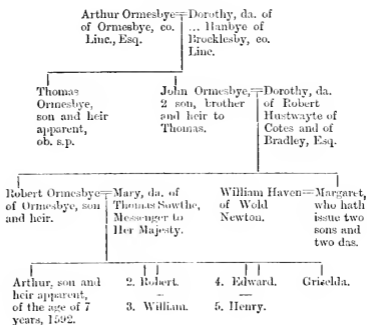 Arthur Ormesbye=Dorothy, da. of
of Ormesbye, co. ... Hanbye of
Linc., Esq. Brocklesby, co.
Linc.
Thomas
Ormesbye,
son and heir
apparent,
ob. s.p.
John Ormesbye,=Dorothy, da.
2 son, brother of Robert
and heir to Hustwayte of
Thomas. Cotes and of
Bradley, Esq.
Robert Ormesbye=Mary, da. of
of Ormesbye, son Thomas Sowthe,
and heir. Messenger to
Her Majesty.
William Haven=Margaret,
of Wold who hath
Newton. issue two
sons and
two das.
Arthur, son and
heir apparent,
of the age of 7
years, 1592.
2. Robert.
3. William.
4. Edward.
5. Henry.
Griselda.